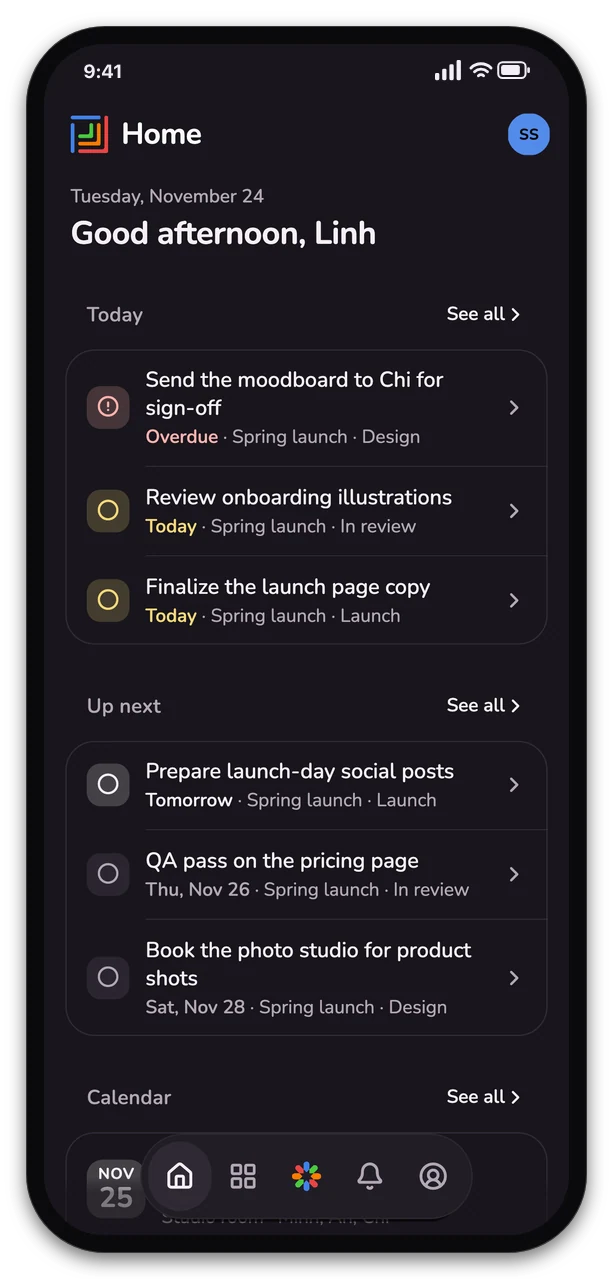 9:41
Home
SS
Tuesday, November 24
Good afternoon, Linh
Today
See all
Send the moodboard to Chi for
sign-off
Overdue · Spring launch · Design
Review onboarding illustrations
Today · Spring launch · In review
Finalize the launch page copy
Today · Spring launch · Launch
Up next
See all
Prepare launch-day social posts
Tomorrow · Spring launch · Launch
QA pass on the pricing page
Thu, Nov 26 · Spring launch · In review
Book the photo studio for product
shots
Sat, Nov 28 · Spring launch · Design
Calendar
See all
NOV
25